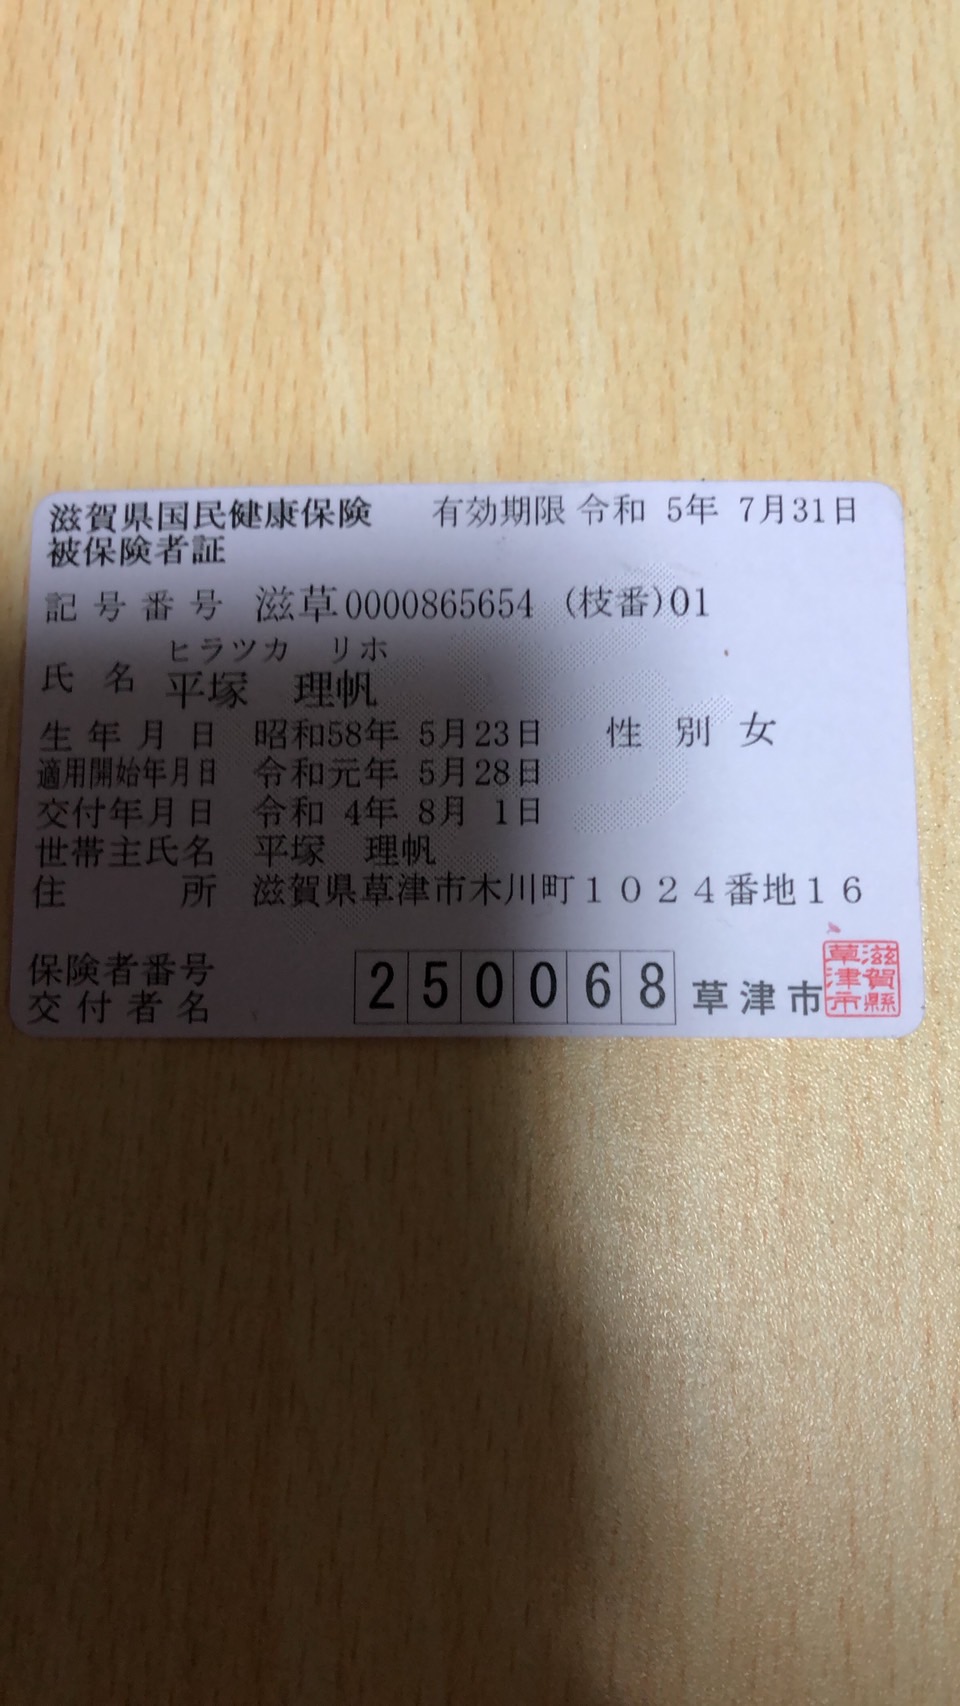 滋賀県国民健康保険 有効期限 令和 5年 7月31日
被保険者証
記号番号 滋草0000865654 (枝番)01
ヒラツカ リホ
氏名 平塚 理帆
生年月日 昭和58年 5月23日 性別 女
適用開始年月日 令和元年 5月28日
交付年月日 令和 4年 8月 1日
世帯主氏名 平塚 理帆
住所 滋賀県草津市木川町1024番地16
保険者番号 250068
交付者名 草津市
滋賀縣草津市